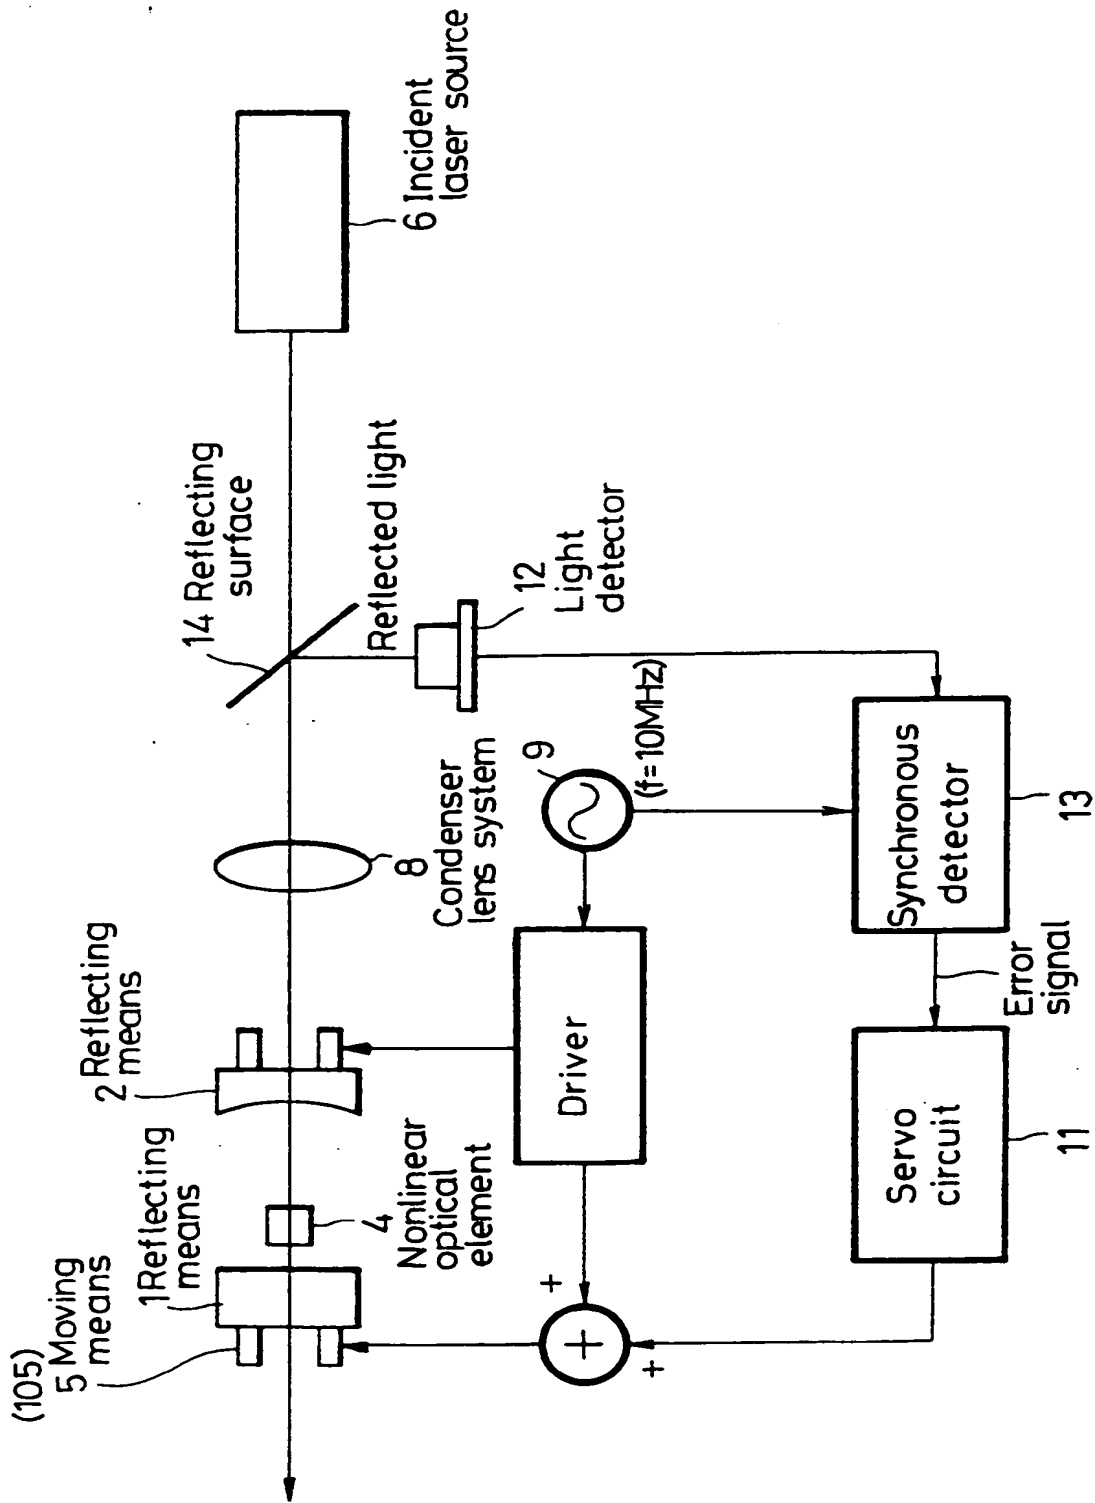 (105)
5 Moving
means
1 Reflecting
means
2 Reflecting
means
14 Reflecting
surface
6 Incident
laser source
4
Nonlinear
optical
element
8
Condenser
lens system
Reflected light
12
Light
detector
9
(f=10MHz)
Driver
+
+
+
Servo
circuit
11
Error
signal
Synchronous
detector
13